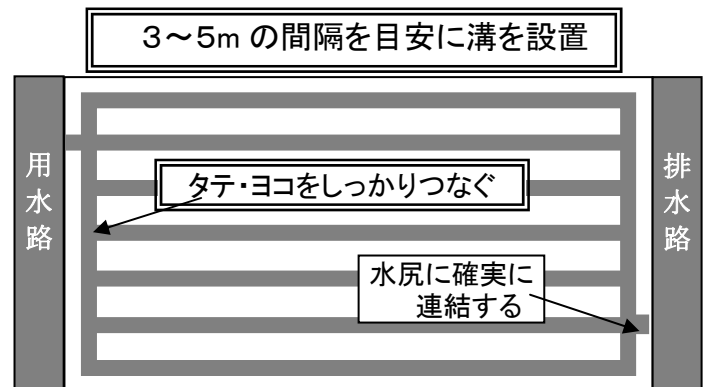 ３～５ｍ の間隔を目安に溝を設置
用水路
タテ・ヨコをしっかりつなぐ
排水路
水尻に確実に
連結する